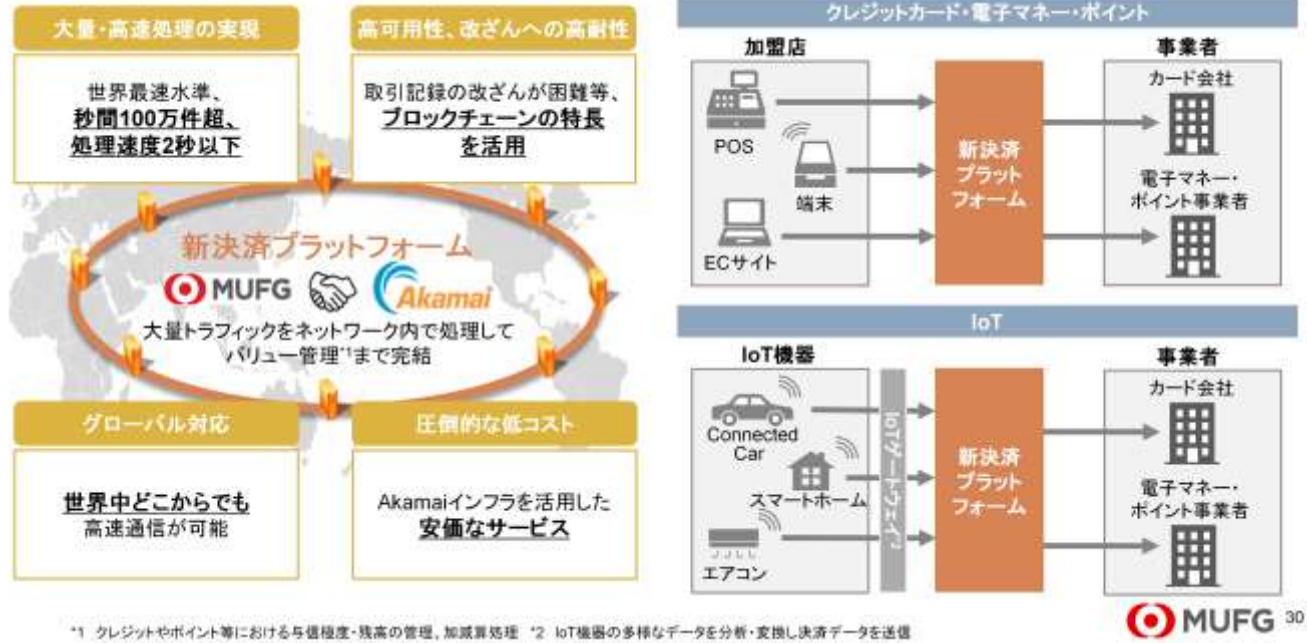 大量・高速処理の実現
世界最速水準、
秒間100万件超、
処理速度2秒以下
高可用性、改ざんへの高耐性
取引記録の改ざんが困難等、
ブロックチェーンの特長
を活用
新決済プラットフォーム
MUFG
Akamai
大量トラフィックをネットワーク内で処理して
バリュー管理*1まで完結
グローバル対応
世界中どこからでも
高速通信が可能
圧倒的な低コスト
Akamaiインフラを活用した
安価なサービス
クレジットカード・電子マネー・ポイント
加盟店
POS
端末
ECサイト
新決済
プラット
フォーム
事業者
カード会社
電子マネー・
ポイント事業者
IoT
IoT機器
Connected
Car
スマートホーム
エアコン
IoTゲートウェイ*2
新決済
プラット
フォーム
事業者
カード会社
電子マネー・
ポイント事業者
*1 クレジットやポイント等における与信極度・残高の管理、加減算処理 *2 IoT機器の多様なデータを分析・変換し決済データを送信
MUFG 30